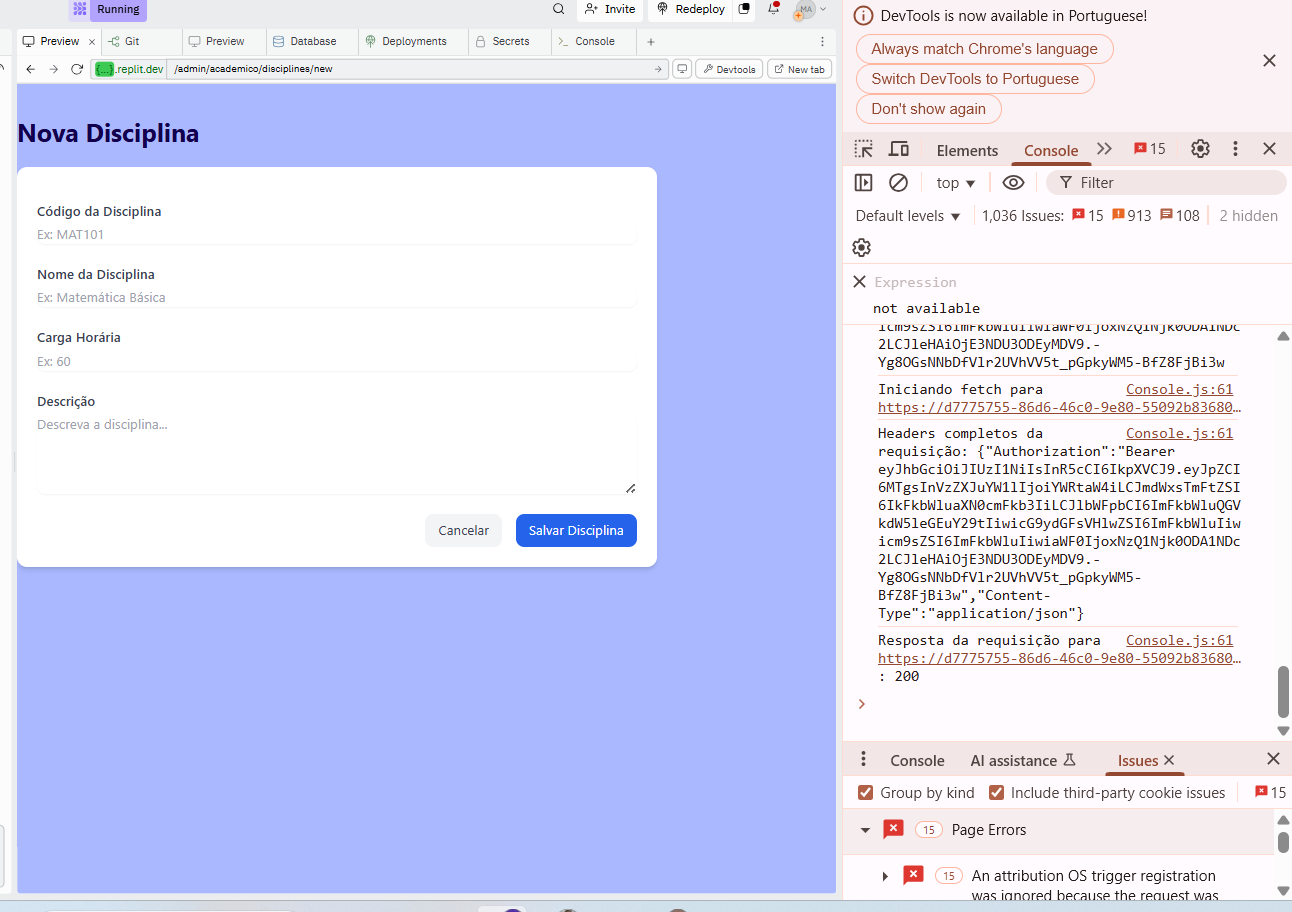 Running
Invite
Redeploy
MA
Preview
Git
Preview
Database
Deployments
Secrets
Console
{...}.replit.dev
/admin/academico/disciplines/new
Devtools
New tab
Nova Disciplina
Código da Disciplina
Ex: MAT101
Nome da Disciplina
Ex: Matemática Básica
Carga Horária
Ex: 60
Descrição
Descreva a disciplina...
Cancelar
Salvar Disciplina
DevTools is now available in Portuguese!
Always match Chrome's language
Switch DevTools to Portuguese
Don't show again
Elements
Console
15
top
Filter
Default levels
1,036 Issues:
15
913
108
2 hidden
Expression
not available
2LCJleHAiOjE3NDU3ODEyMDV9.-
Yg8OGsNNbDfVlr2UVhVV5t_pGpkyWM5-BfZ8FjBi3w
Iniciando fetch para
Console.js:61
https://d7775755-86d6-46c0-9e80-55092b83680…
Headers completos da
Console.js:61
requisição: {"Authorization":"Bearer
eyJhbGciOiJIUzI1NiIsInR5cCI6IkpXVCJ9.eyJpZCI
6MTgsInVzZXJuYW1lIjoiYWRtaW4iLCJmdWxsTmFtZSI
6IkFkbWluaXN0cmFkb3IiLCJlbWFpbCI6ImFkbWluQGV
kdW5leGEuY29tIiwicG9ydGFsVHlwZSI6ImFkbWluIiw
icm9sZSI6ImFkbWluIiwiaWF0IjoxNzQ1Njk0ODA1NDc
2LCJleHAiOjE3NDU3ODEyMDV9.-
Yg8OGsNNbDfVlr2UVhVV5t_pGpkyWM5-
BfZ8FjBi3w","Content-
Type":"application/json"}
Resposta da requisição para
Console.js:61
https://d7775755-86d6-46c0-9e80-55092b83680…
: 200
Console
AI assistance
Issues
Group by kind
Include third-party cookie issues
15
15
Page Errors
15
An attribution OS trigger registration
was ignored because the request was